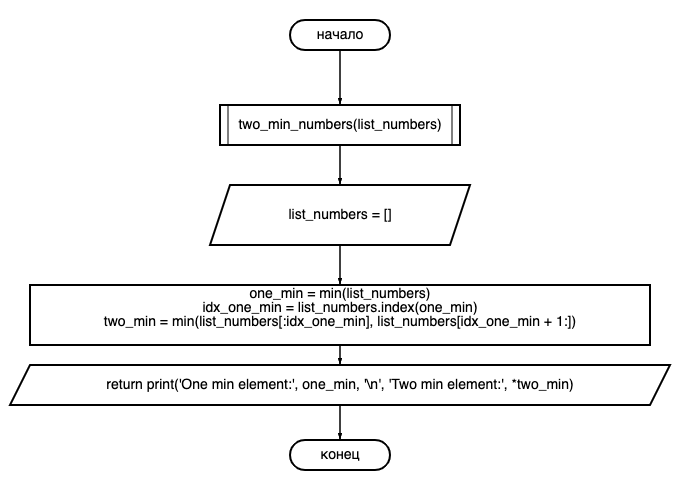 начало
two_min_numbers(list_numbers)
list_numbers = []
one_min = min(list_numbers)
idx_one_min = list_numbers.index(one_min)
two_min = min(list_numbers[:idx_one_min], list_numbers[idx_one_min + 1:])
return print('One min element:', one_min, '\n', 'Two min element:', *two_min)
конец